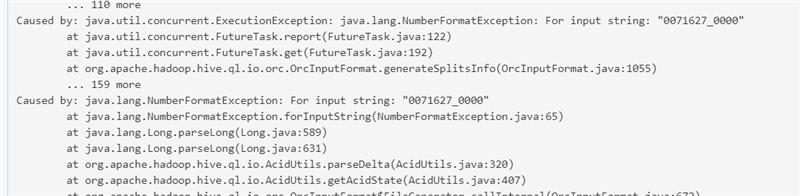 ... 110 more
Caused by: java.util.concurrent.ExecutionException: java.lang.NumberFormatException: For input string: "0071627_0000"
at java.util.concurrent.FutureTask.report(FutureTask.java:122)
at java.util.concurrent.FutureTask.get(FutureTask.java:192)
at org.apache.hadoop.hive.ql.io.orc.OrcInputFormat.generateSplitsInfo(OrcInputFormat.java:1055)
... 159 more
Caused by: java.lang.NumberFormatException: For input string: "0071627_0000"
at java.lang.NumberFormatException.forInputString(NumberFormatException.java:65)
at java.lang.Long.parseLong(Long.java:589)
at java.lang.Long.parseLong(Long.java:631)
at org.apache.hadoop.hive.ql.io.AcidUtils.parseDelta(AcidUtils.java:320)
at org.apache.hadoop.hive.ql.io.AcidUtils.getAcidState(AcidUtils.java:407)
at org.apache.hadoop.hive.ql.io.orc.OrcInputFormat$FileGenerator.callInternal(OrcInputFormat.java:672)